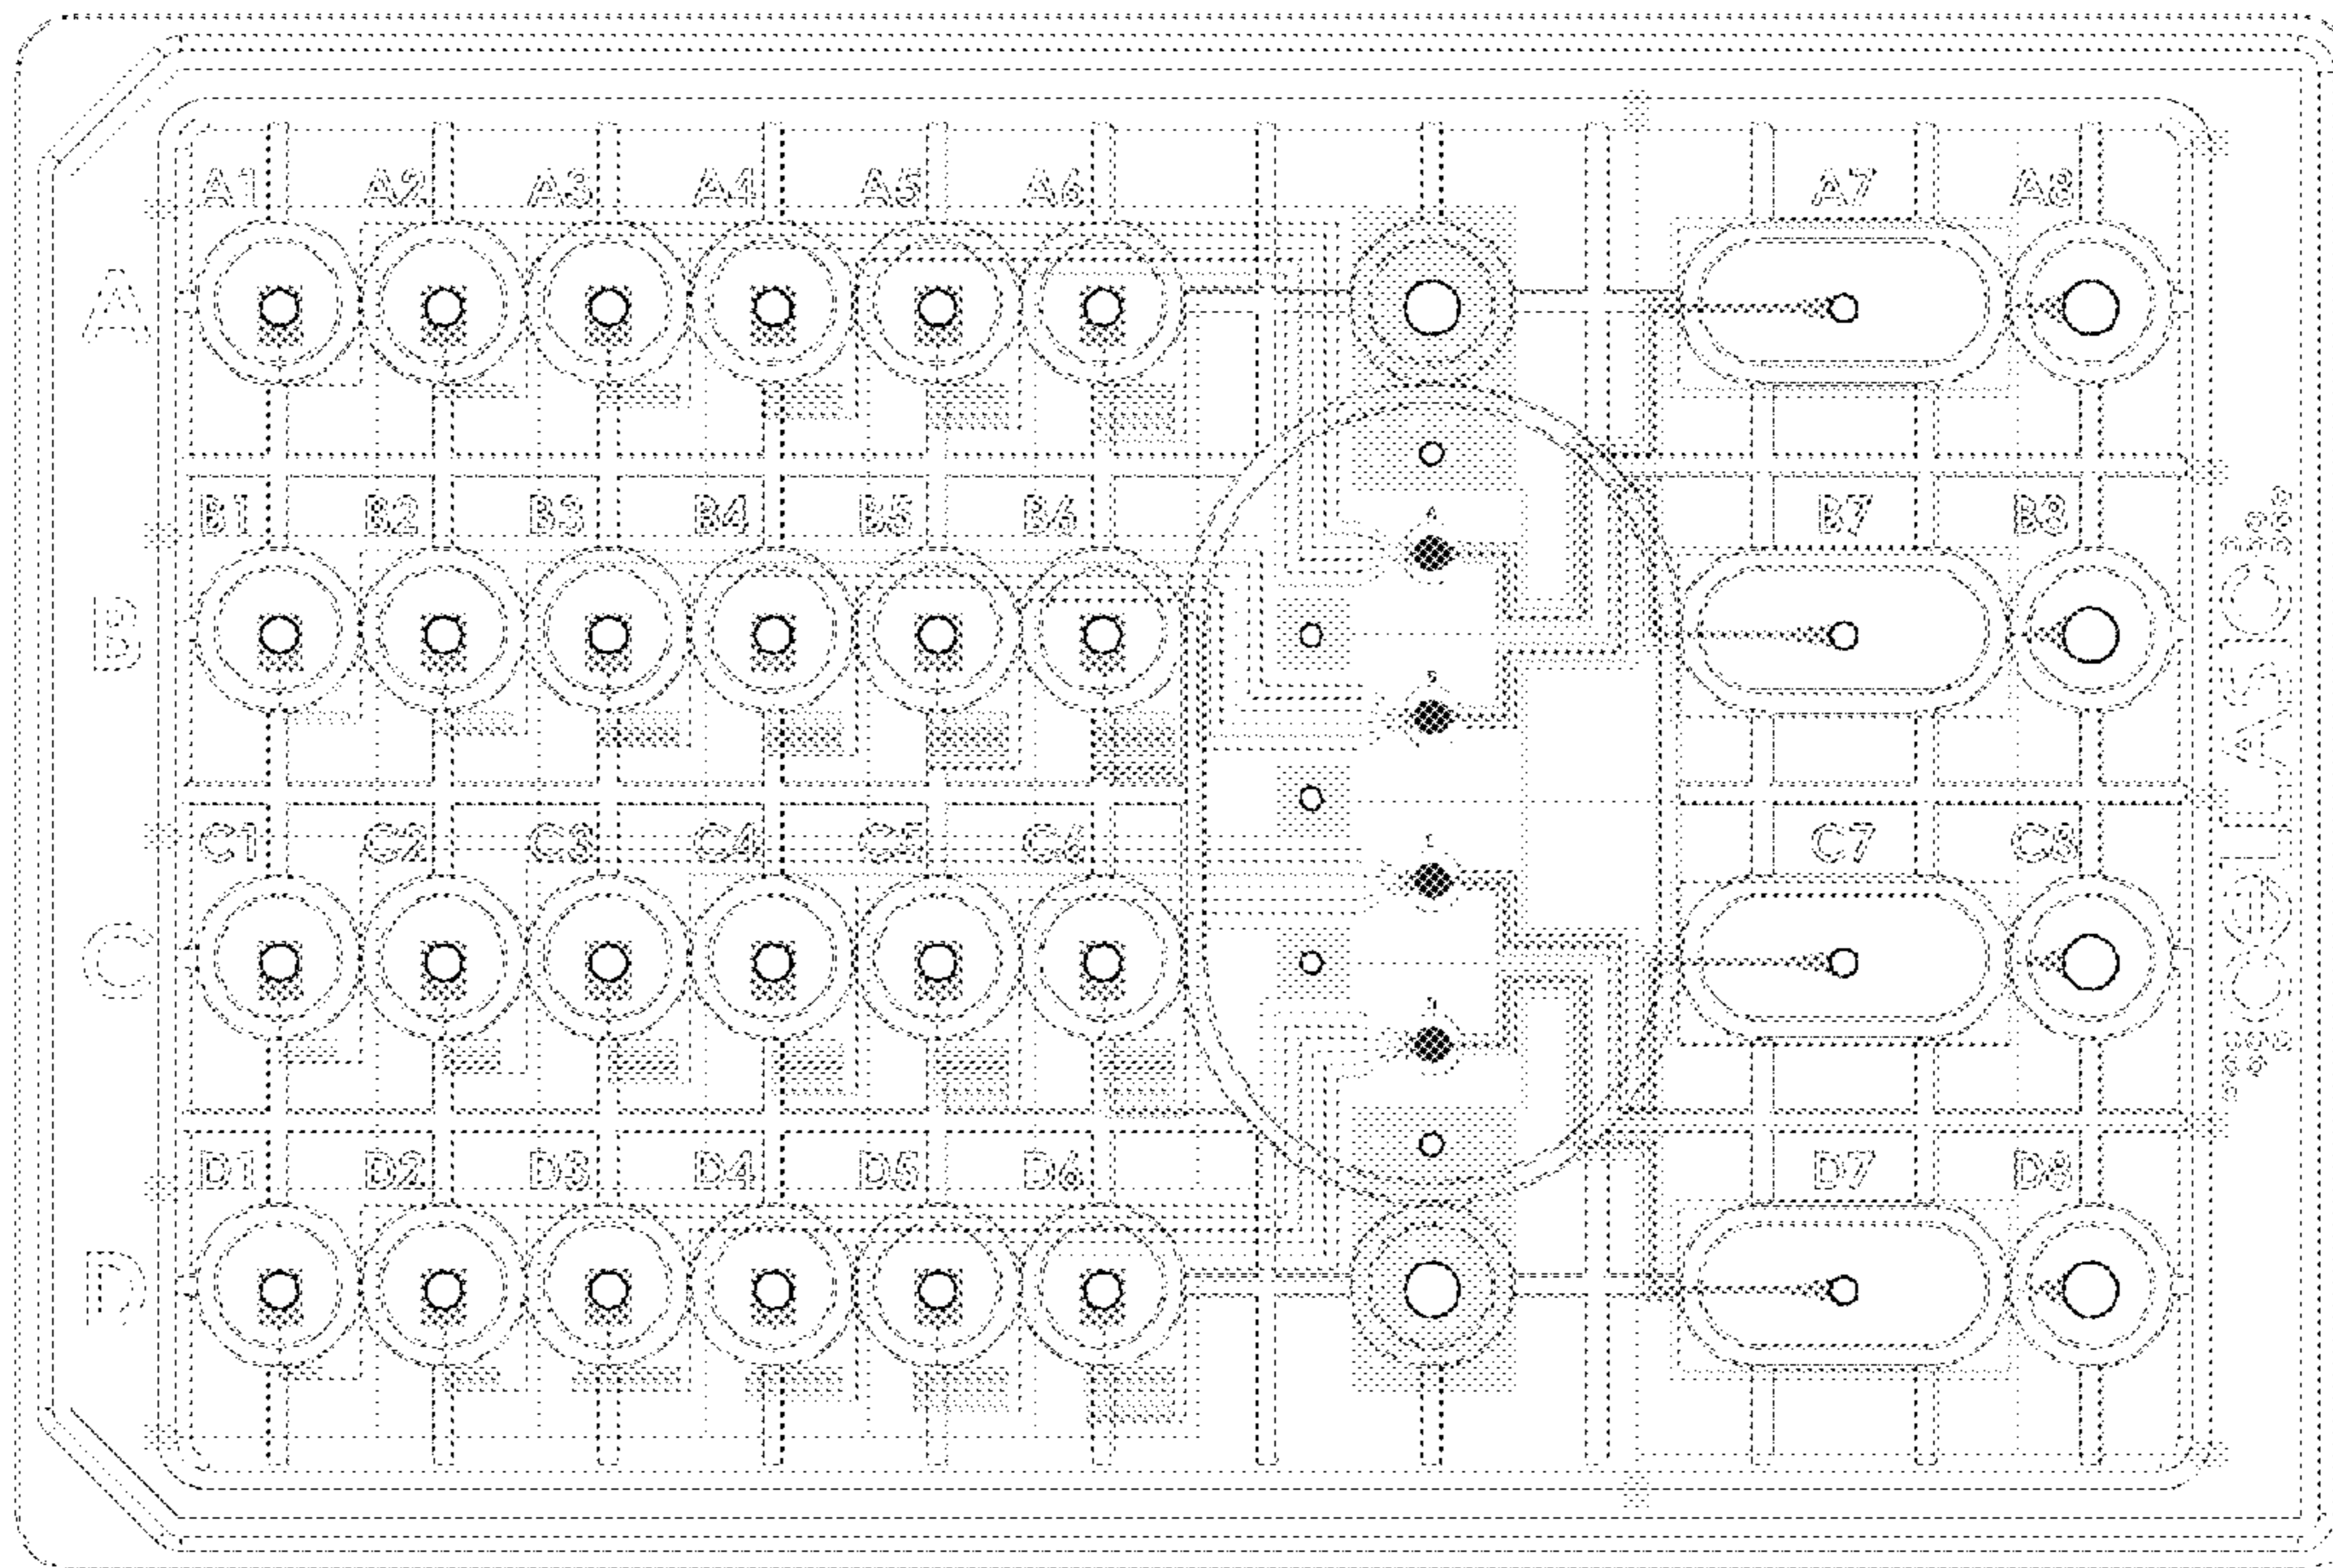 A1 A2 A3 A4 A5 A6 A7 A8
A
B1 B2 B3 B4 B5 B6 B7 B8
B
C1 C2 C3 C4 C5 C6 C7 C8
C
D1 D2 D3 D4 D5 D6 D7 D8
D
CellASIC